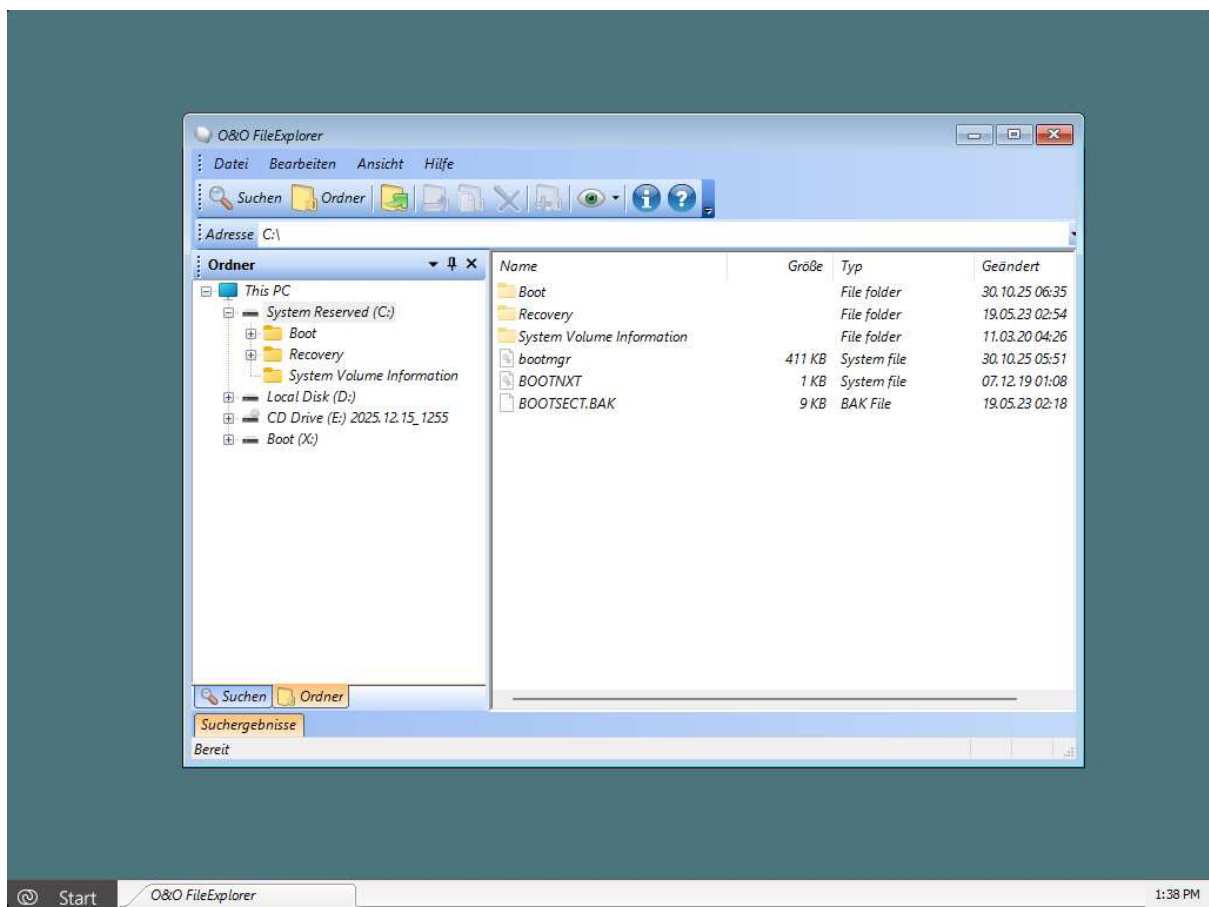 O&O FileExplorer
Datei Bearbeiten Ansicht Hilfe
Suchen Ordner
Adresse C:\
Ordner
This PC
System Reserved (C:)
Boot
Recovery
System Volume Information
Local Disk (D:)
CD Drive (E:) 2025.12.15_1255
Boot (X:)
Name Größe Typ Geändert
Boot File folder 30.10.25 06:35
Recovery File folder 19.05.23 02:54
System Volume Information File folder 11.03.20 04:26
bootmgr 411 KB System file 30.10.25 05:51
BOOTNXT 1 KB System file 07.12.19 01:08
BOOTSECT.BAK 9 KB BAK File 19.05.23 02:18
Suchen Ordner
Suchergebnisse
Bereit
Start O&O FileExplorer 1:38 PM